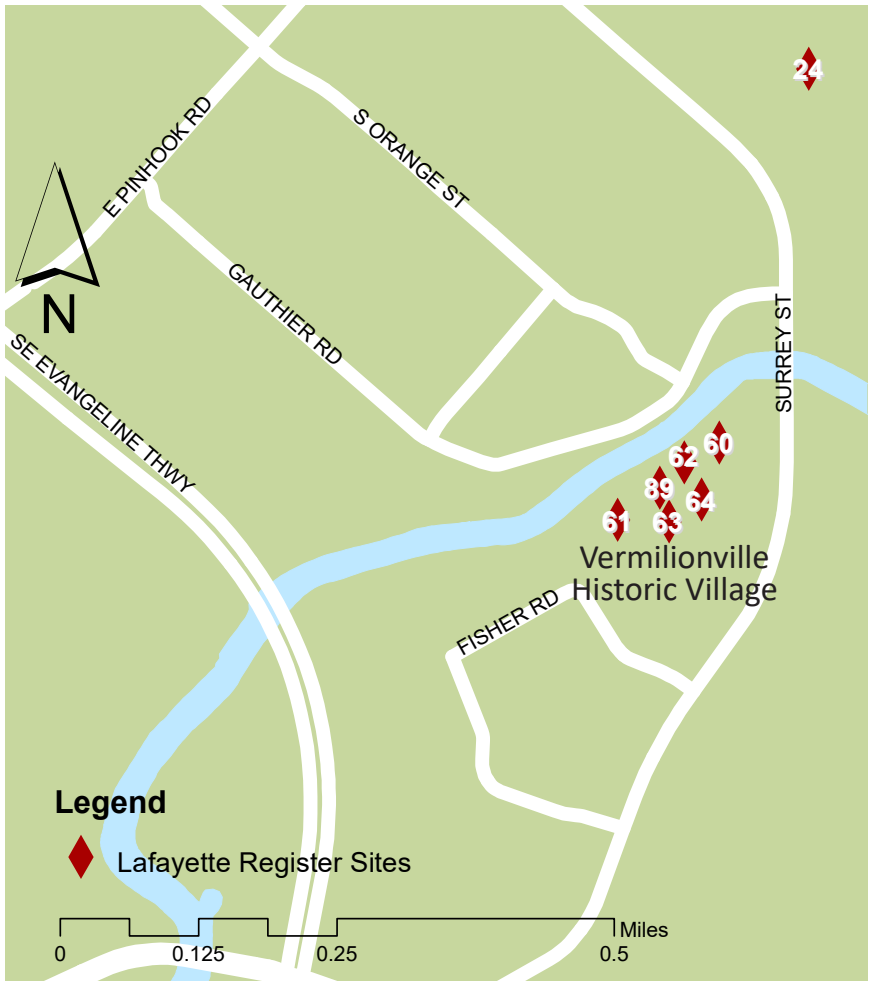 24
E PINHOOK RD
S ORANGE ST
GAUTHIER RD
N
SE EVANGELINE THWY
SURREY ST
60
62
89
64
61
63
Vermilionville
Historic Village
FISHER RD
Legend
Lafayette Register Sites
Miles
0
0.125
0.25
0.5